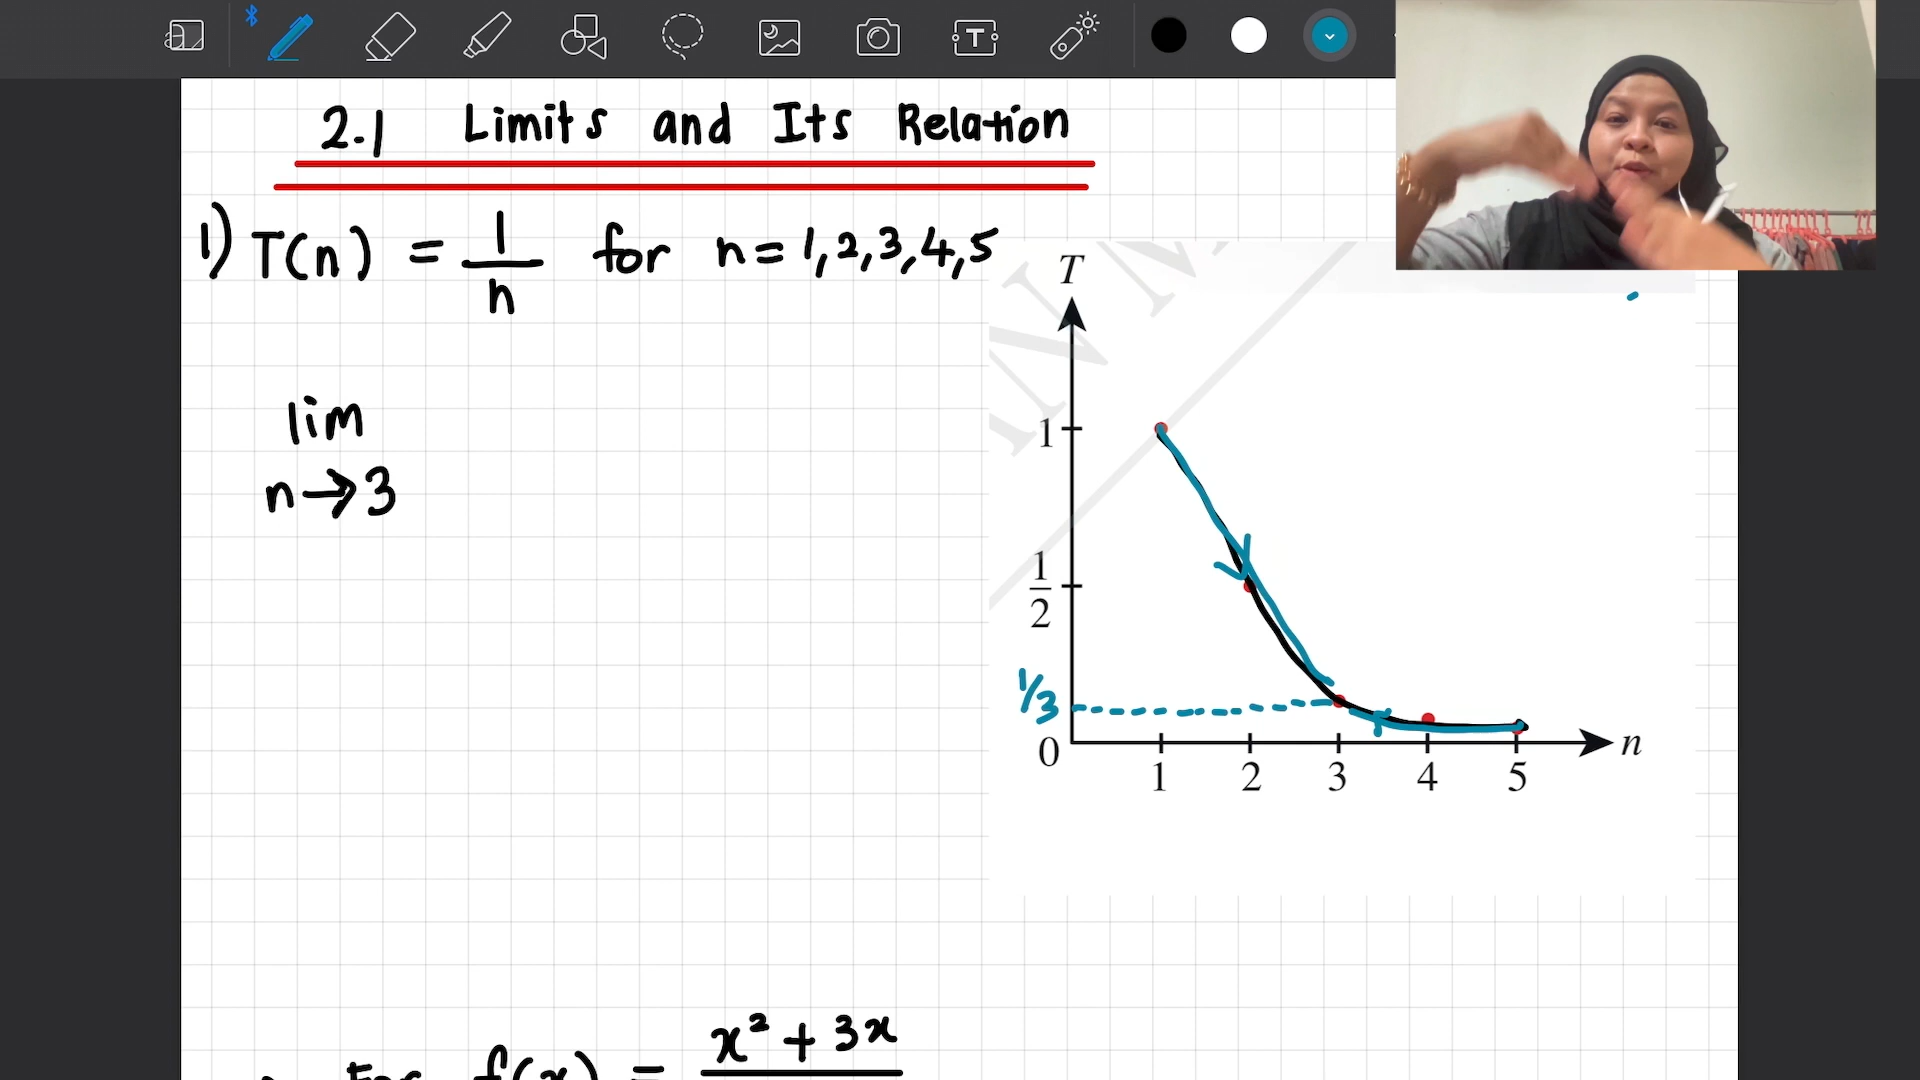 2.1 Limits and Its Relation
1) T(n) = 1/n for n=1,2,3,4,5
lim
n→3
T
1
1/2
1/3
0
1 2 3 4 5
n
x² + 3x
For f(x) =